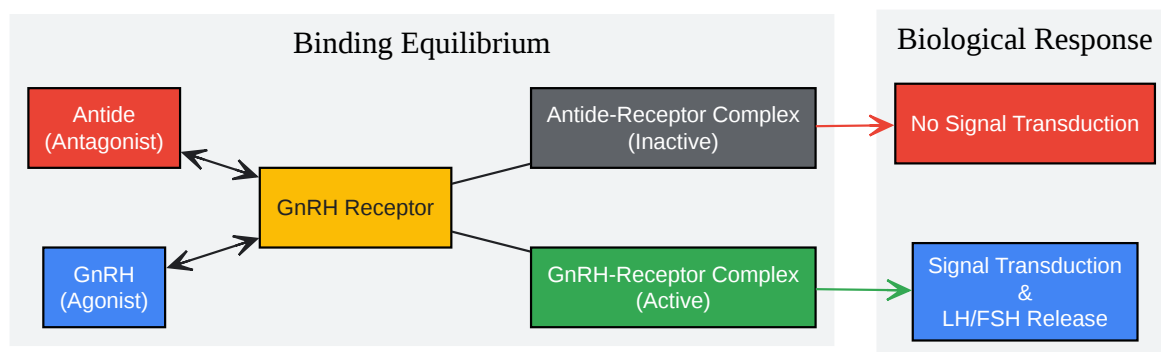 Binding Equilibrium
Antide
(Antagonist)
GnRH
(Agonist)
GnRH Receptor
Antide-Receptor Complex
(Inactive)
GnRH-Receptor Complex
(Active)
Biological Response
No Signal Transduction
Signal Transduction
&
LH/FSH Release